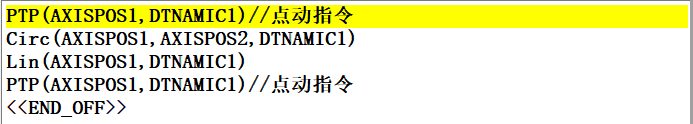 PTP(AXISPOS1,DTNAMIC1)//点动指令
Circ(AXISPOS1,AXISPOS2,DTNAMIC1)
Lin(AXISPOS1,DTNAMIC1)
PTP(AXISPOS1,DTNAMIC1)//点动指令
<<END_OFF>>